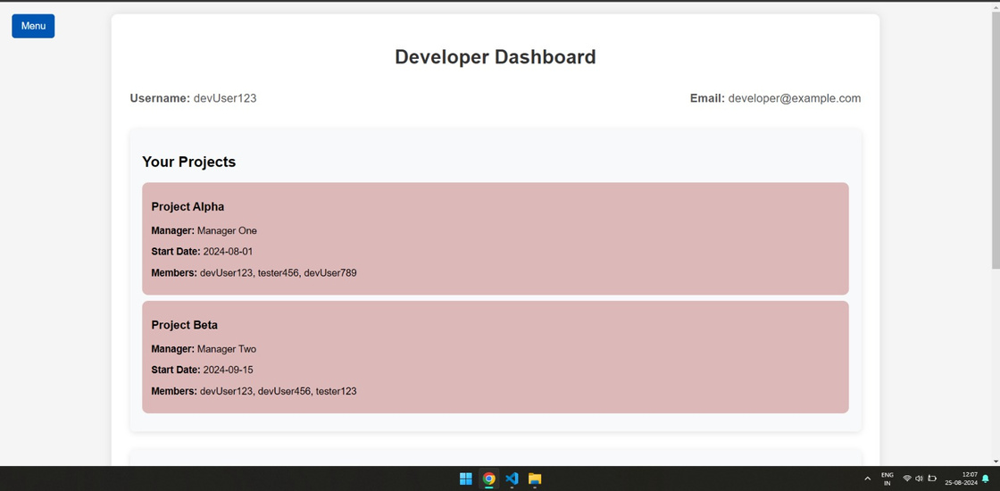 Menu
Developer Dashboard
Username: devUser123
Email: developer@example.com
Your Projects
Project Alpha
Manager: Manager One
Start Date: 2024-08-01
Members: devUser123, tester456, devUser789
Project Beta
Manager: Manager Two
Start Date: 2024-09-15
Members: devUser123, devUser456, tester123
ENG
IN
12:07
25-08-2024